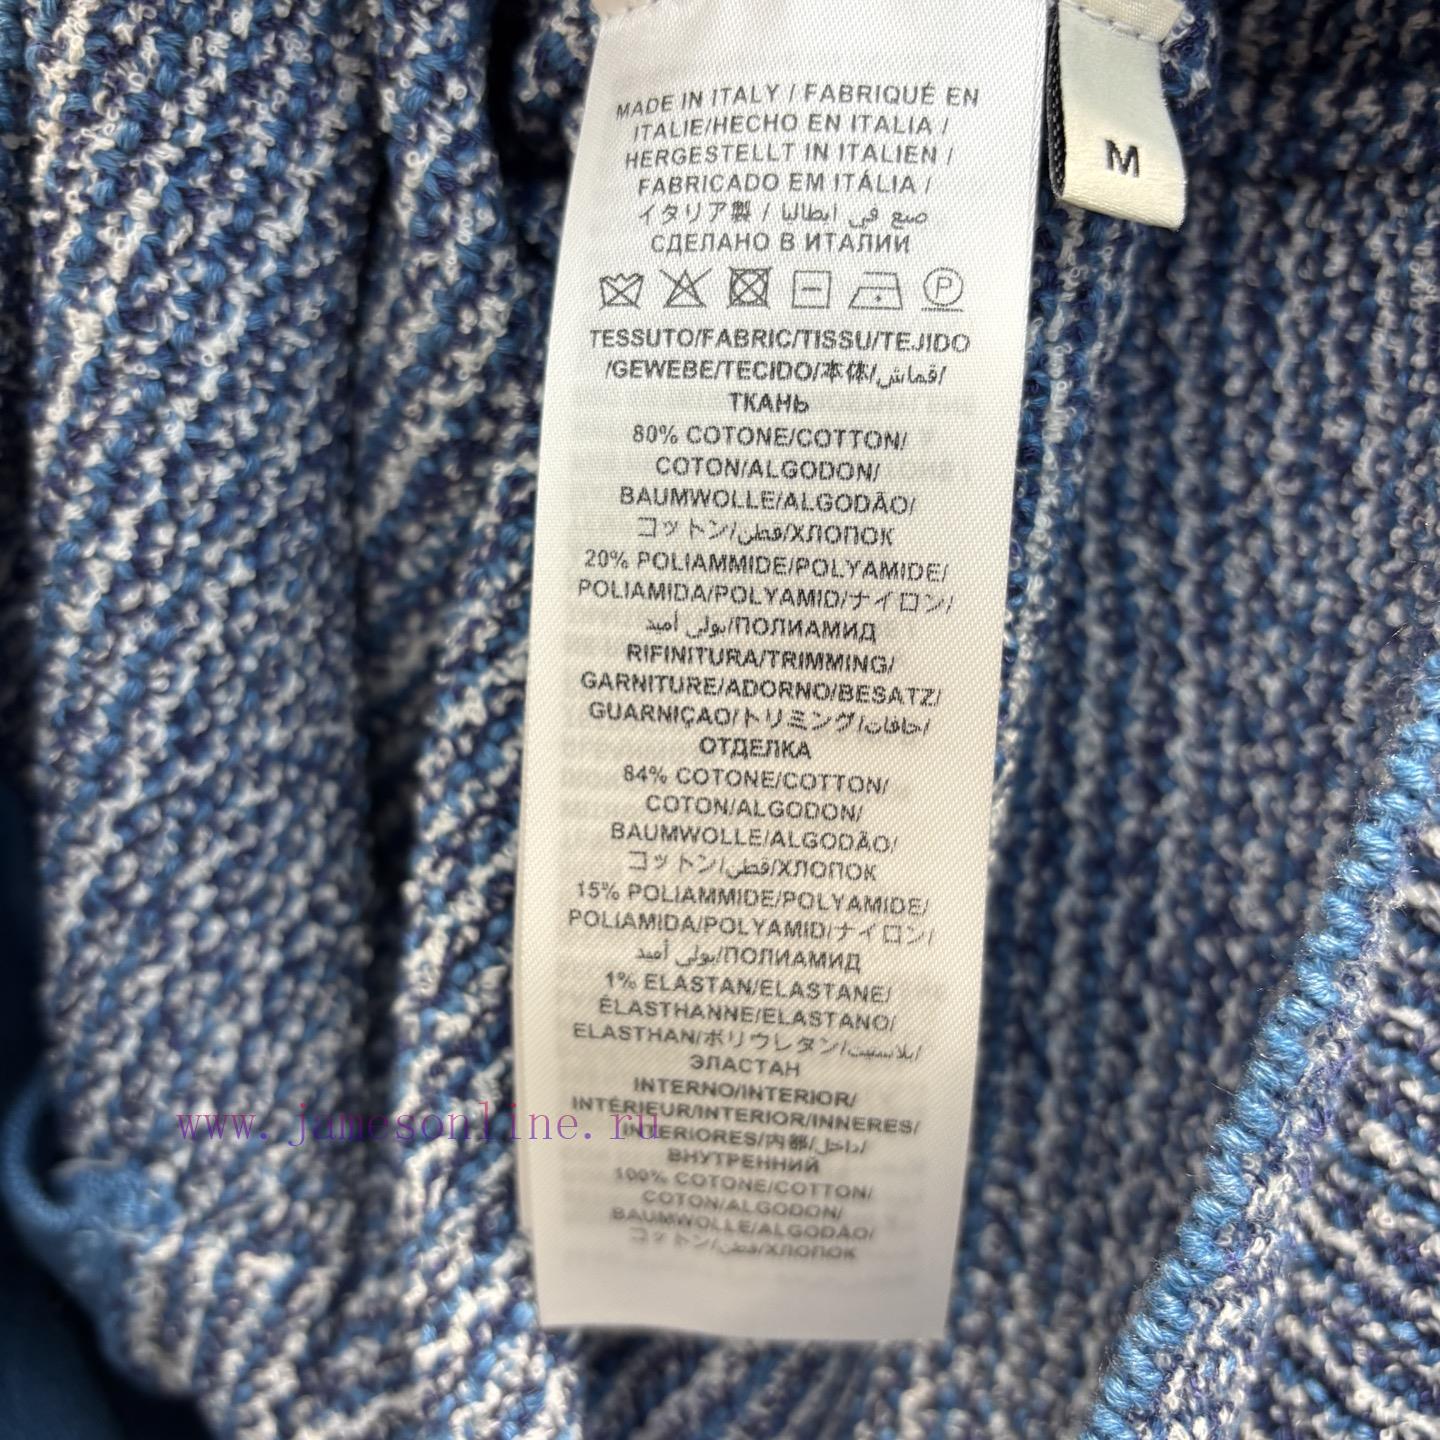 MADE IN ITALY / FABRIQUÉ EN
ITALIE/HECHO EN ITALIA /
HERGESTELLT IN ITALIEN /
FABRICADO EM ITÁLIA /
イタリア製 / صنع في ايطاليا
СДЕЛАНО В ИТАЛИИ
P
TESSUTO/FABRIC/TISSU/TEJIDO
/GEWEBE/TECIDO/本体/قماش/
ТКАНЬ
80% COTONE/COTTON/
COTON/ALGODON/
BAUMWOLLE/ALGODÃO/
コットン/قطن/ХЛОПОК
20% POLIAMMIDE/POLYAMIDE/
POLIAMIDA/POLYAMID/ナイロン/
بولي أميد/ПОЛИАМИД
RIFINITURA/TRIMMING/
GARNITURE/ADORNO/BESATZ/
GUARNIÇAO/トリミング/حافات/
ОТДЕЛКА
84% COTONE/COTTON/
COTON/ALGODON/
BAUMWOLLE/ALGODÃO/
コットン/قطن/ХЛОПОК
15% POLIAMMIDE/POLYAMIDE/
POLIAMIDA/POLYAMID/ナイロン/
بولي أميد/ПОЛИАМИД
1% ELASTAN/ELASTANE/
ÉLASTHANNE/ELASTANO/
ELASTHAN/ポリウレタン/
ЭЛАСТАН
INTERNO/INTERIOR/
INTÉRIEUR/INTERIOR/INNERES/
ERIORES/内部/داخل/
ВНУТРЕННИЙ
100% COTONE/COTTON/
COTON/ALGODON/
BAUMWOLLE/ALGODÃO/
コットン/قطن/ХЛОПОК
M
www.jamesonline.ru